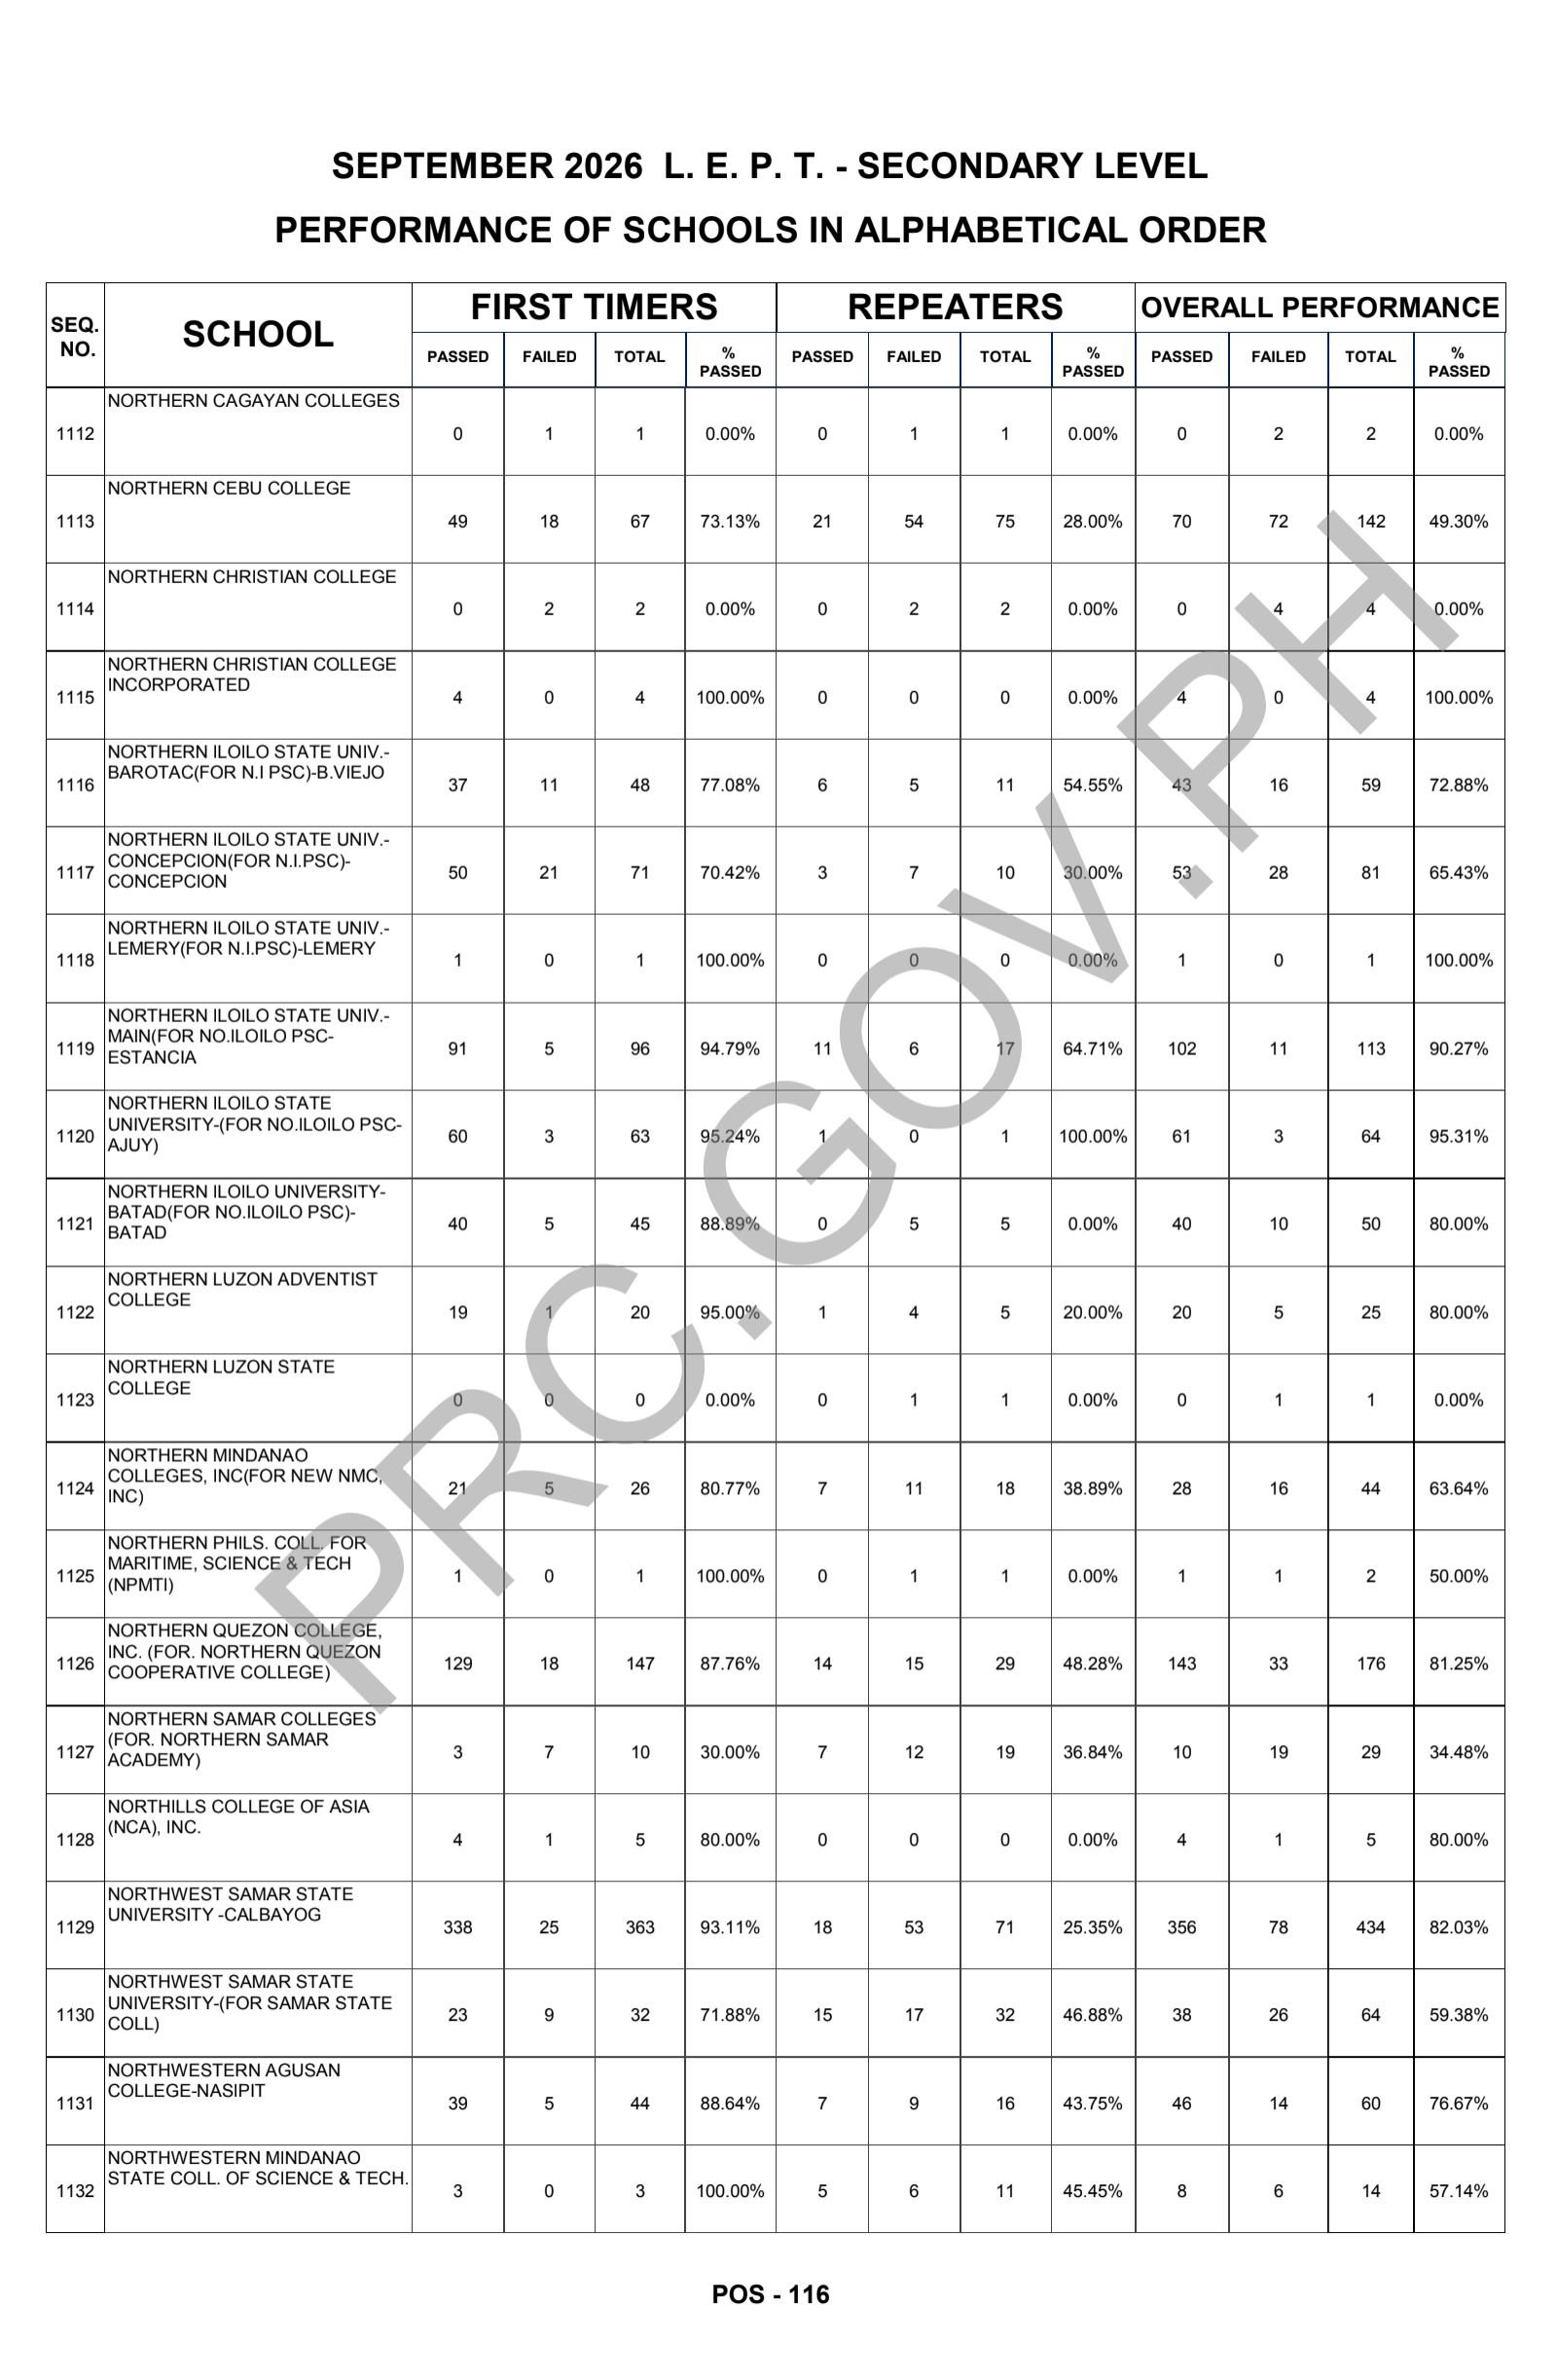 SEPTEMBER 2026 L. E. P. T. - SECONDARY LEVEL
PERFORMANCE OF SCHOOLS IN ALPHABETICAL ORDER
SEQ. NO. SCHOOL FIRST TIMERS REPEATERS OVERALL PERFORMANCE
PASSED FAILED TOTAL % PASSED PASSED FAILED TOTAL % PASSED PASSED FAILED TOTAL % PASSED
NORTHERN CAGAYAN COLLEGES
1112 0 1 1 0.00% 0 1 1 0.00% 0 2 2 0.00%
NORTHERN CEBU COLLEGE
1113 49 18 67 73.13% 21 54 75 28.00% 70 72 142 49.30%
NORTHERN CHRISTIAN COLLEGE
1114 0 2 2 0.00% 0 2 2 0.00% 0 4 4 0.00%
NORTHERN CHRISTIAN COLLEGE
INCORPORATED
1115 4 0 4 100.00% 0 0 0 0.00% 4 0 4 100.00%
NORTHERN ILOILO STATE UNIV.-
BAROTAC(FOR N.I PSC)-B.VIEJO
1116 37 11 48 77.08% 6 5 11 54.55% 43 16 59 72.88%
NORTHERN ILOILO STATE UNIV.-
CONCEPCION(FOR N.I.PSC)-
CONCEPCION
1117 50 21 71 70.42% 3 7 10 30.00% 53 28 81 65.43%
NORTHERN ILOILO STATE UNIV.-
LEMERY(FOR N.I.PSC)-LEMERY
1118 1 0 1 100.00% 0 0 0 0.00% 1 0 1 100.00%
NORTHERN ILOILO STATE UNIV.-
MAIN(FOR NO.ILOILO PSC-
ESTANCIA
1119 91 5 96 94.79% 11 6 17 64.71% 102 11 113 90.27%
NORTHERN ILOILO STATE
UNIVERSITY-(FOR NO.ILOILO PSC-
AJUY)
1120 60 3 63 95.24% 1 0 1 100.00% 61 3 64 95.31%
NORTHERN ILOILO UNIVERSITY-
BATAD(FOR NO.ILOILO PSC)-
BATAD
1121 40 5 45 88.89% 0 5 5 0.00% 40 10 50 80.00%
NORTHERN LUZON ADVENTIST
COLLEGE
1122 19 1 20 95.00% 1 4 5 20.00% 20 5 25 80.00%
NORTHERN LUZON STATE
COLLEGE
1123 0 0 0 0.00% 0 1 1 0.00% 0 1 1 0.00%
NORTHERN MINDANAO
COLLEGES, INC(FOR NEW NMC,
INC)
1124 21 5 26 80.77% 7 11 18 38.89% 28 16 44 63.64%
NORTHERN PHILS. COLL. FOR
MARITIME, SCIENCE & TECH
(NPMTI)
1125 1 0 1 100.00% 0 1 1 0.00% 1 1 2 50.00%
NORTHERN QUEZON COLLEGE,
INC. (FOR. NORTHERN QUEZON
COOPERATIVE COLLEGE)
1126 129 18 147 87.76% 14 15 29 48.28% 143 33 176 81.25%
NORTHERN SAMAR COLLEGES
(FOR. NORTHERN SAMAR
ACADEMY)
1127 3 7 10 30.00% 7 12 19 36.84% 10 19 29 34.48%
NORTHILLS COLLEGE OF ASIA
(NCA), INC.
1128 4 1 5 80.00% 0 0 0 0.00% 4 1 5 80.00%
NORTHWEST SAMAR STATE
UNIVERSITY -CALBAYOG
1129 338 25 363 93.11% 18 53 71 25.35% 356 78 434 82.03%
NORTHWEST SAMAR STATE
UNIVERSITY-(FOR SAMAR STATE
COLL)
1130 23 9 32 71.88% 15 17 32 46.88% 38 26 64 59.38%
NORTHWESTERN AGUSAN
COLLEGE-NASIPIT
1131 39 5 44 88.64% 7 9 16 43.75% 46 14 60 76.67%
NORTHWESTERN MINDANAO
STATE COLL. OF SCIENCE & TECH.
1132 3 0 3 100.00% 5 6 11 45.45% 8 6 14 57.14%
PRC.GOV.PH
POS - 116